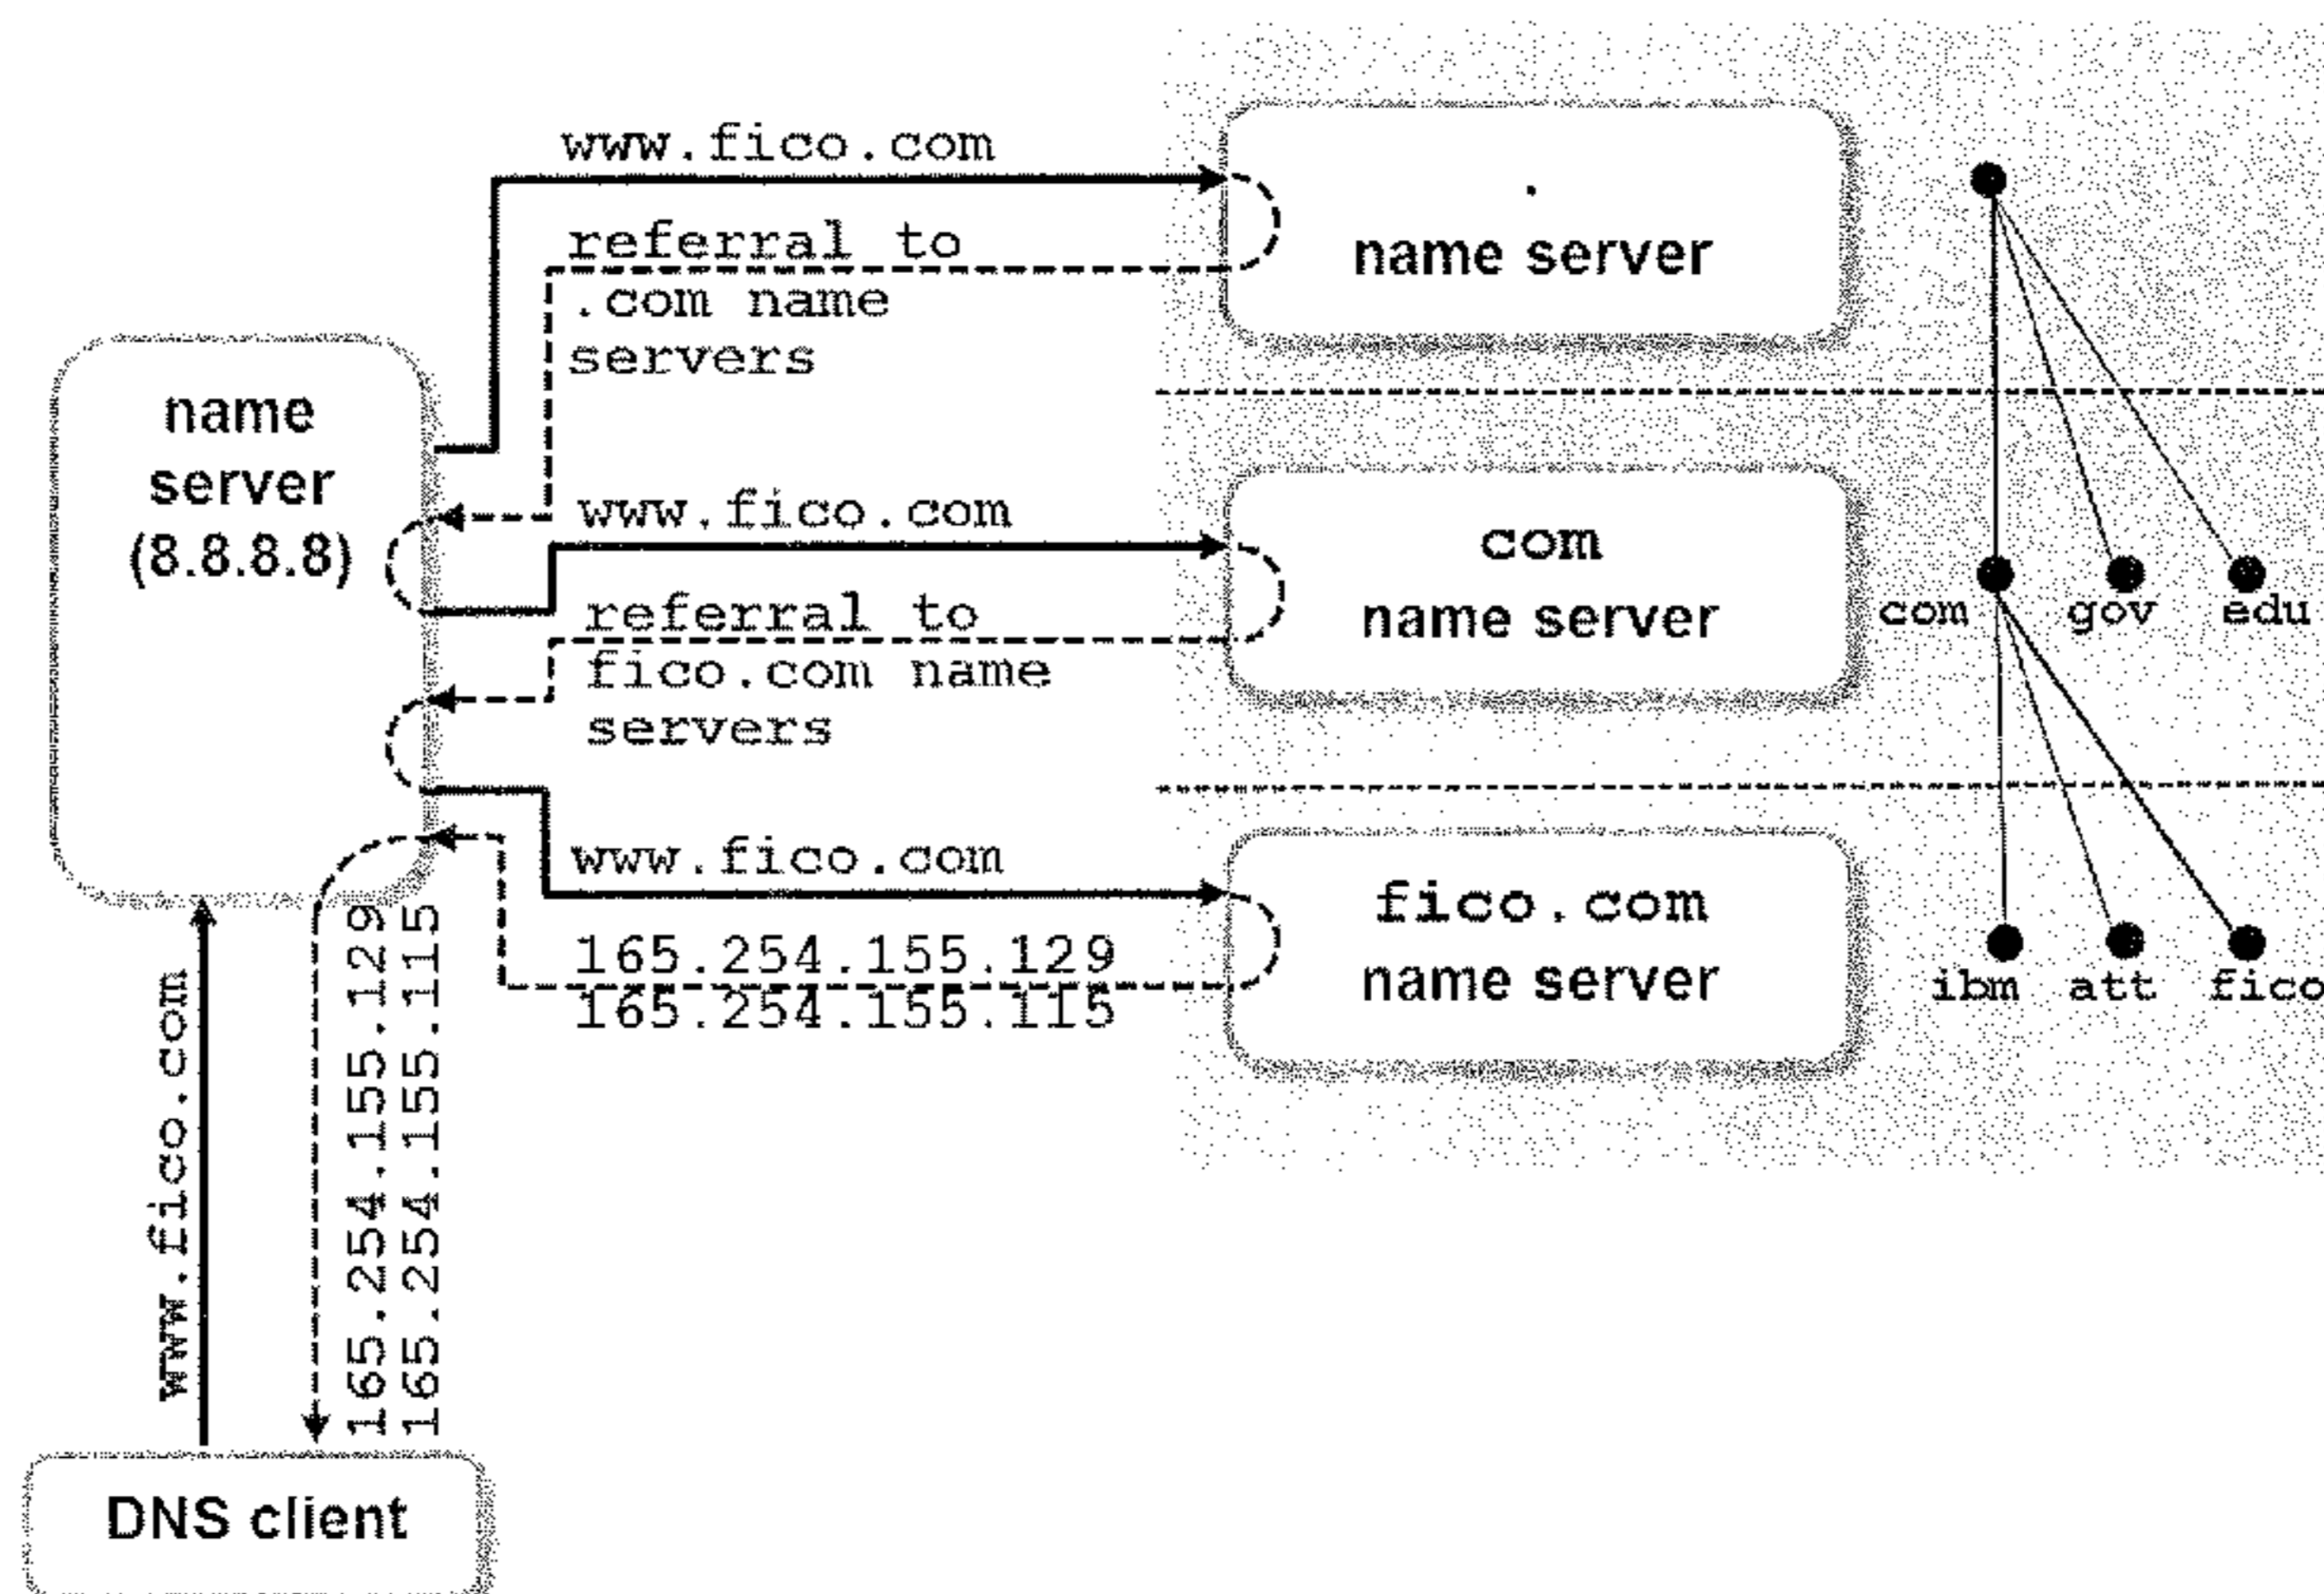 www.fico.com
referral to
.com name
servers
.
name server
name
server
(8.8.8.8)
www.fico.com
referral to
fico.com name
servers
com
name server
com
gov
edu
www.fico.com
165.254.155.129
165.254.155.115
fico.com
name server
ibm
att
fico
www.fico.com
165.254.155.129
165.254.155.115
DNS client